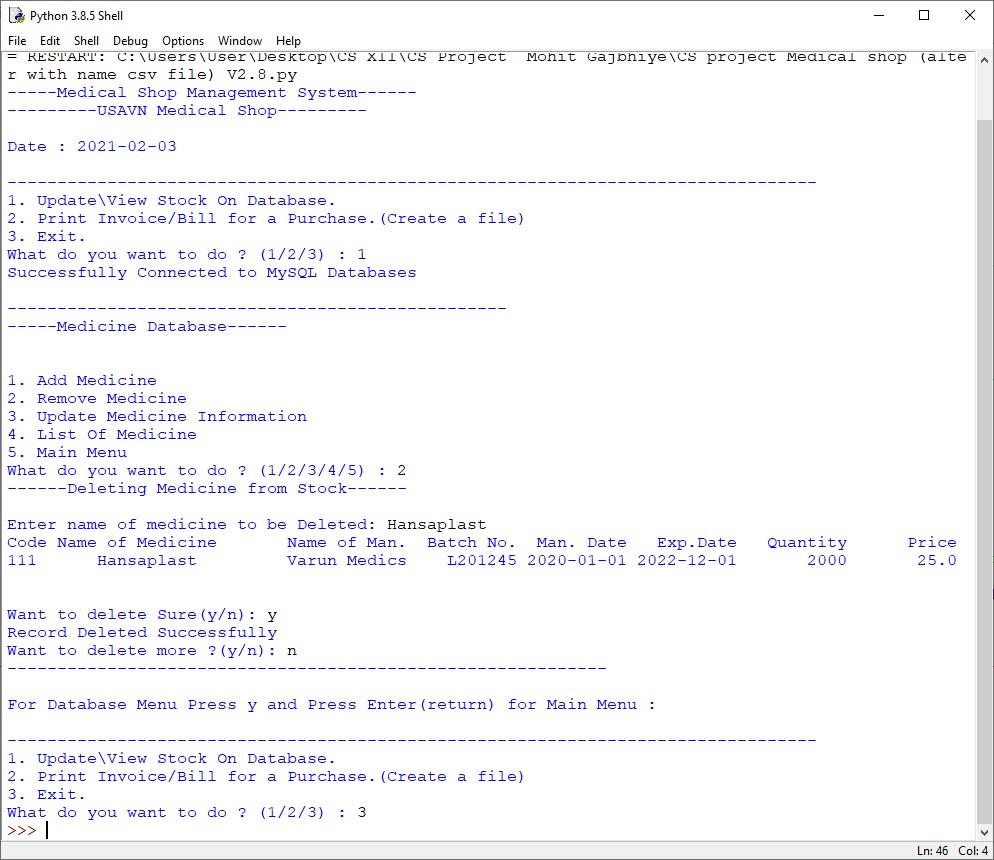 Python 3.8.5 Shell
File Edit Shell Debug Options Window Help
= RESTART: C:\Users\User\Desktop\CS XII\CS Project  Mohit Gajbhiye\CS project Medical shop (alte
r with name csv file) V2.8.py
-----Medical Shop Management System------
---------USAVN Medical Shop---------
Date : 2021-02-03
---------------------------------------------------------------------------------
1. Update\View Stock On Database.
2. Print Invoice/Bill for a Purchase.(Create a file)
3. Exit.
What do you want to do ? (1/2/3) : 1
Successfully Connected to MySQL Databases
--------------------------------------------------
-----Medicine Database------
1. Add Medicine
2. Remove Medicine
3. Update Medicine Information
4. List Of Medicine
5. Main Menu
What do you want to do ? (1/2/3/4/5) : 2
------Deleting Medicine from Stock------
Enter name of medicine to be Deleted: Hansaplast
Code Name of Medicine       Name of Man.  Batch No.  Man. Date   Exp.Date   Quantity      Price
111      Hansaplast         Varun Medics    L201245 2020-01-01 2022-12-01       2000       25.0
Want to delete Sure(y/n): y
Record Deleted Successfully
Want to delete more ?(y/n): n
------------------------------------------------------------
For Database Menu Press y and Press Enter(return) for Main Menu :
---------------------------------------------------------------------------------
1. Update\View Stock On Database.
2. Print Invoice/Bill for a Purchase.(Create a file)
3. Exit.
What do you want to do ? (1/2/3) : 3
>>>
Ln: 46 Col: 4